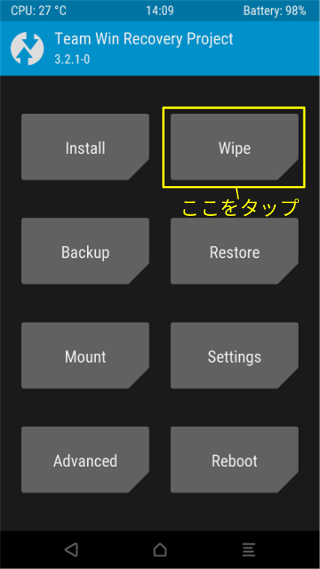 CPU: 27 °C 14:09 Battery: 98%
Team Win Recovery Project
3.2.1-0
Install Wipe
ここをタップ
Backup Restore
Mount Settings
Advanced Reboot